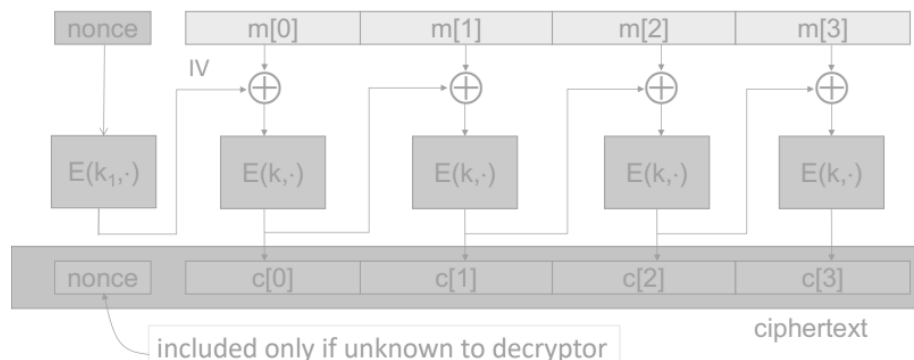 nonce m[0] m[1] m[2] m[3]
IV
E(k₁,·) E(k,·) E(k,·) E(k,·) E(k,·)
nonce c[0] c[1] c[2] c[3]
ciphertext
included only if unknown to decryptor